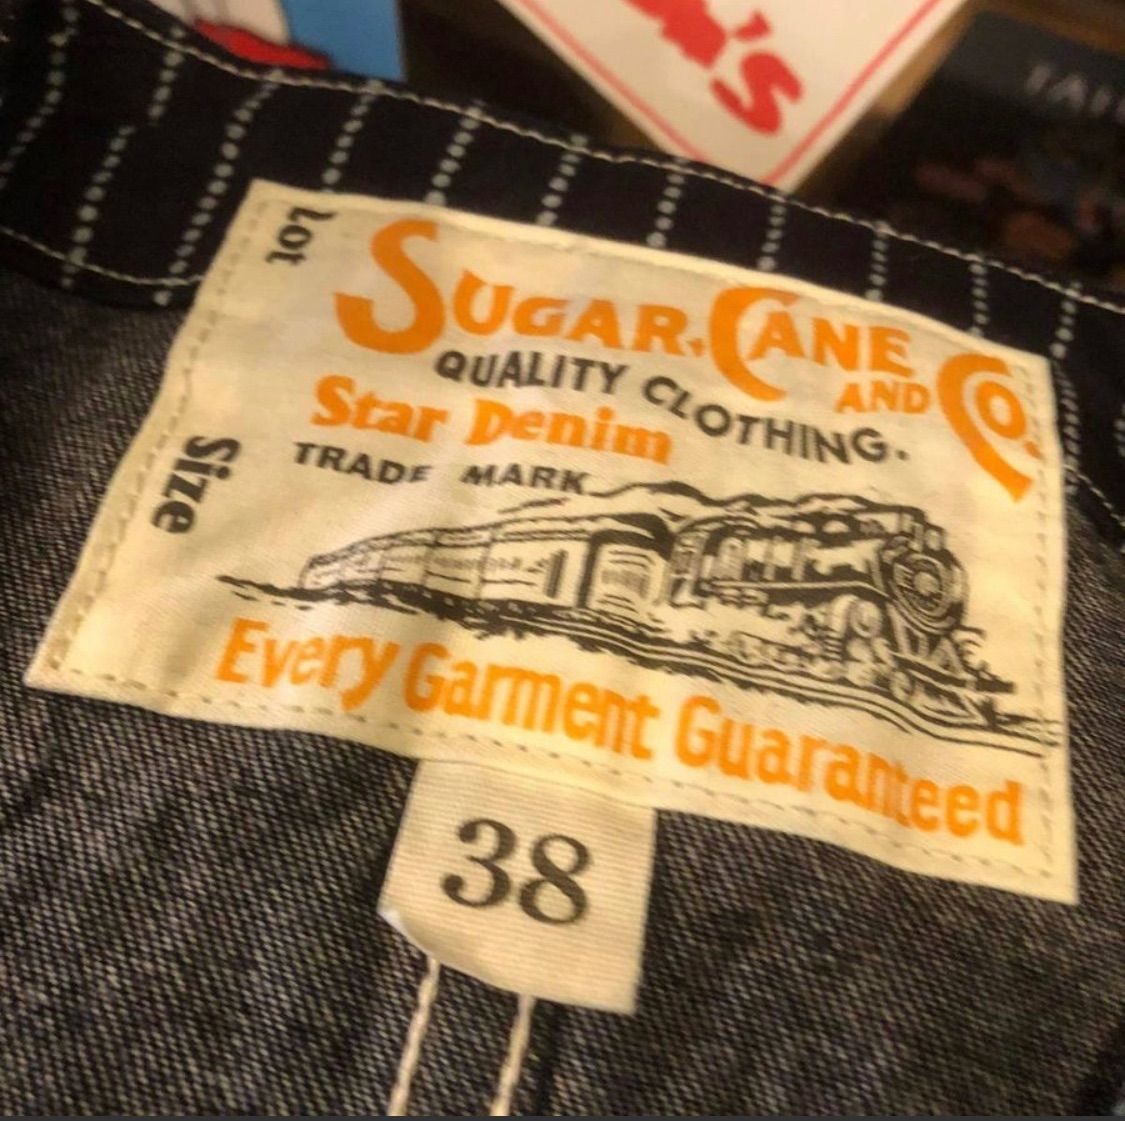 Lot
SUGAR CANE AND CO.
QUALITY CLOTHING.
Star Denim
TRADE MARK
Size
Every Garment Guaranteed
38